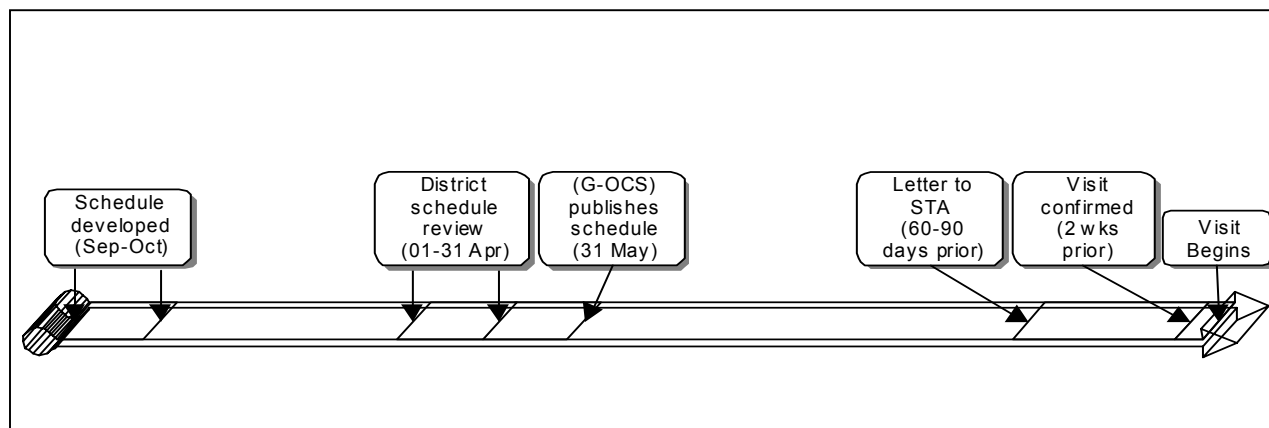 Schedule
developed
(Sep-Oct)
District
schedule
review
(01-31 Apr)
(G-OCS)
publishes
schedule
(31 May)
Letter to
STA
(60-90
days prior)
Visit
confirmed
(2 wks
prior)
Visit
Begins